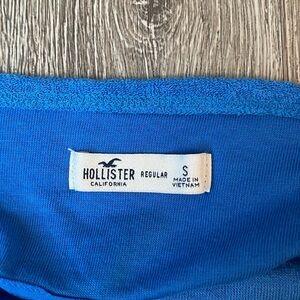 HOLLISTER
CALIFORNIA
REGULAR
S
MADE IN
VIETNAM